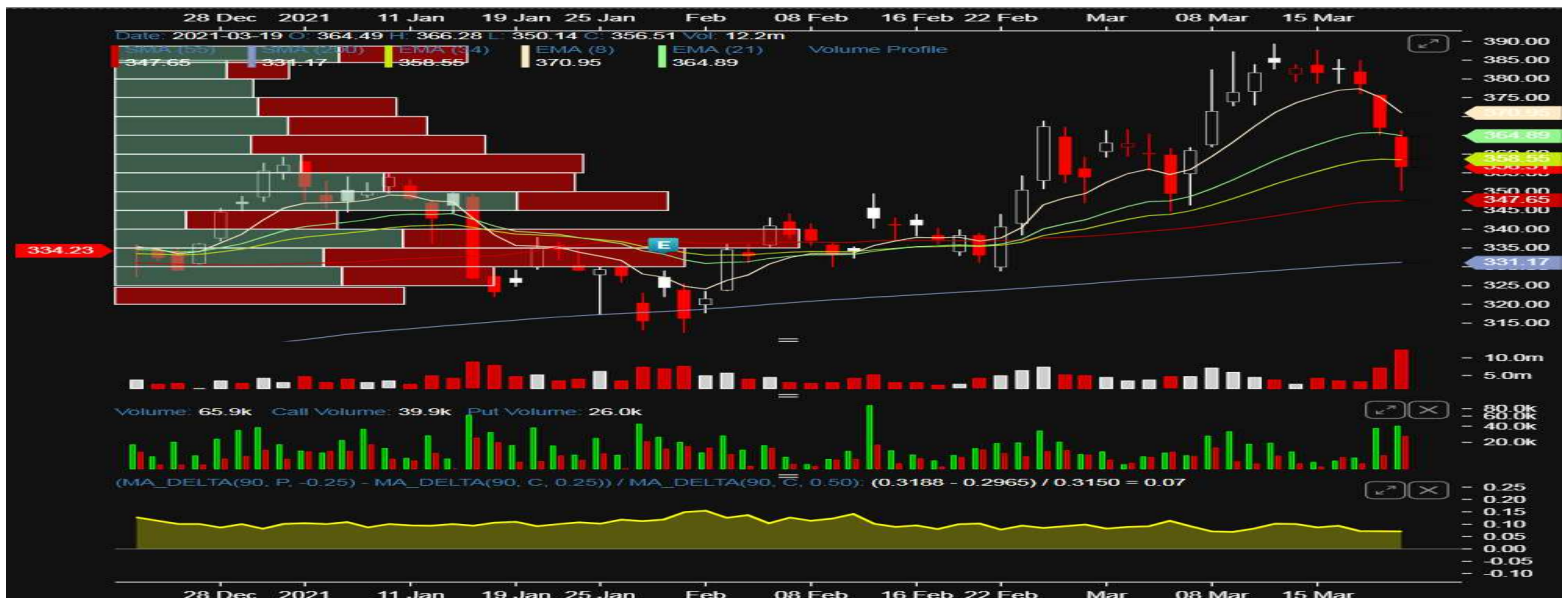 28 Dec 2021 11 Jan 19 Jan 25 Jan Feb 08 Feb 16 Feb 22 Feb Mar 08 Mar 15 Mar
Date: 2021-03-19 O: 364.49 H: 366.28 L: 350.14 C: 356.51 Vol: 12.2m
SMA (55) SMA (200) EMA (34) EMA (8) EMA (21) Volume Profile
347.65 331.17 358.55 370.95 364.89
390.00
385.00
380.00
375.00
370.95
364.89
358.55
350.00
347.65
345.00
340.00
E
335.00
334.23
331.17
325.00
320.00
315.00
10.0m
5.0m
Volume: 65.9k Call Volume: 39.9k Put Volume: 26.0k
80.0k
60.0k
40.0k
20.0k
(MA_DELTA(90, P, -0.25) - MA_DELTA(90, C, 0.25)) / MA_DELTA(90, C, 0.50): (0.3188 - 0.2965) / 0.3150 = 0.07
0.25
0.20
0.15
0.10
0.05
0.00
-0.05
-0.10
28 Dec 2021 11 Jan 19 Jan 25 Jan Feb 08 Feb 16 Feb 22 Feb Mar 08 Mar 15 Mar